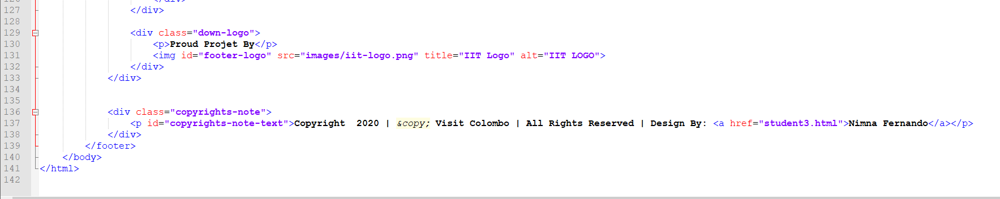 126 </div>
127 </div>
128
129 <div class="down-logo">
130 <p>Proud Projet By</p>
131 <img id="footer-logo" src="images/iit-logo.png" title="IIT Logo" alt="IIT LOGO">
132 </div>
133 </div>
134
135
136 <div class="copyrights-note">
137 <p id="copyrights-note-text">Copyright  2020 | &copy; Visit Colombo | All Rights Reserved | Design By: <a href="student3.html">Nimna Fernando</a></p>
138 </div>
139 </footer>
140 </body>
141 </html>
142